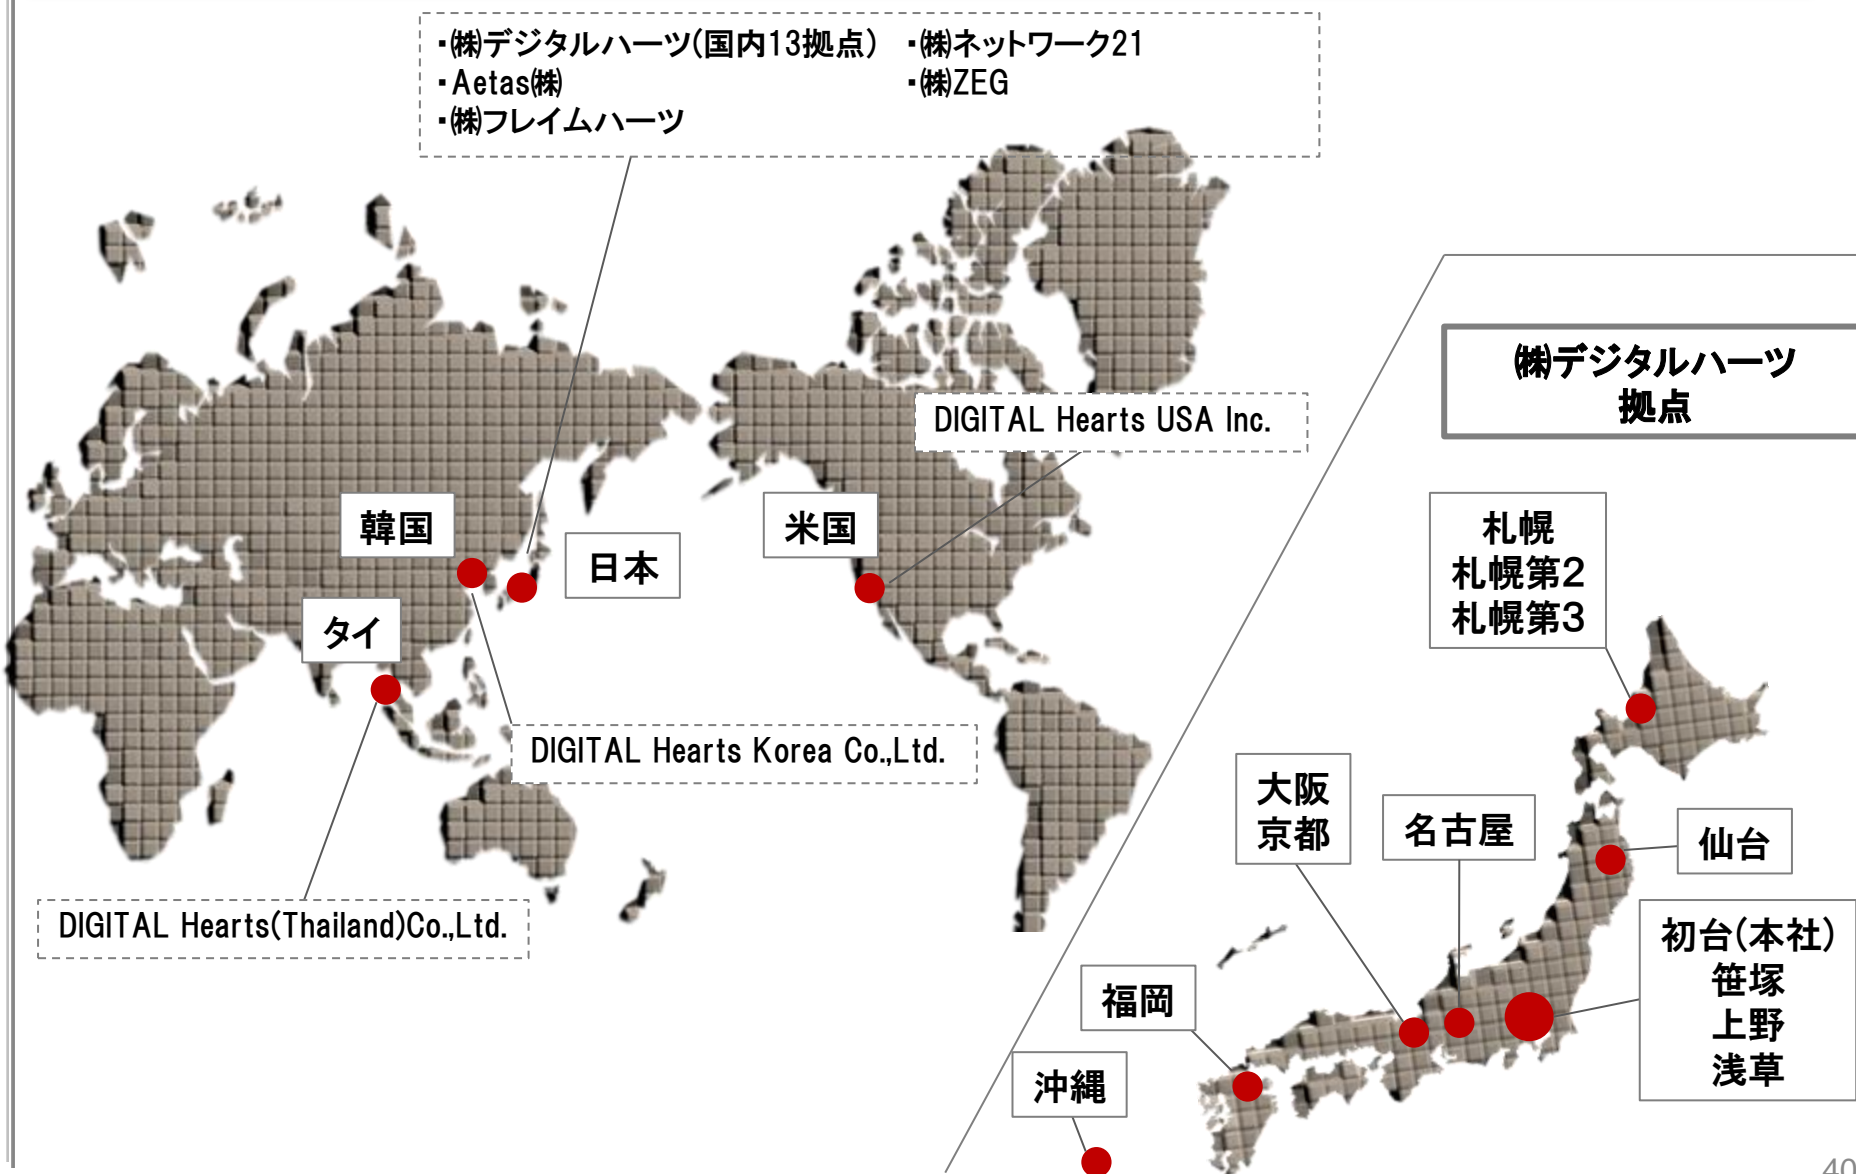 ・㈱デジタルハーツ(国内13拠点) ・㈱ネットワーク21
・Aetas㈱ ・㈱ZEG
・㈱フレイムハーツ
㈱デジタルハーツ
拠点
DIGITAL Hearts USA Inc.
韓国
米国
日本
タイ
札幌
札幌第2
札幌第3
DIGITAL Hearts Korea Co.,Ltd.
大阪
京都
名古屋
仙台
DIGITAL Hearts(Thailand)Co.,Ltd.
初台(本社)
笹塚
上野
浅草
福岡
沖縄
40